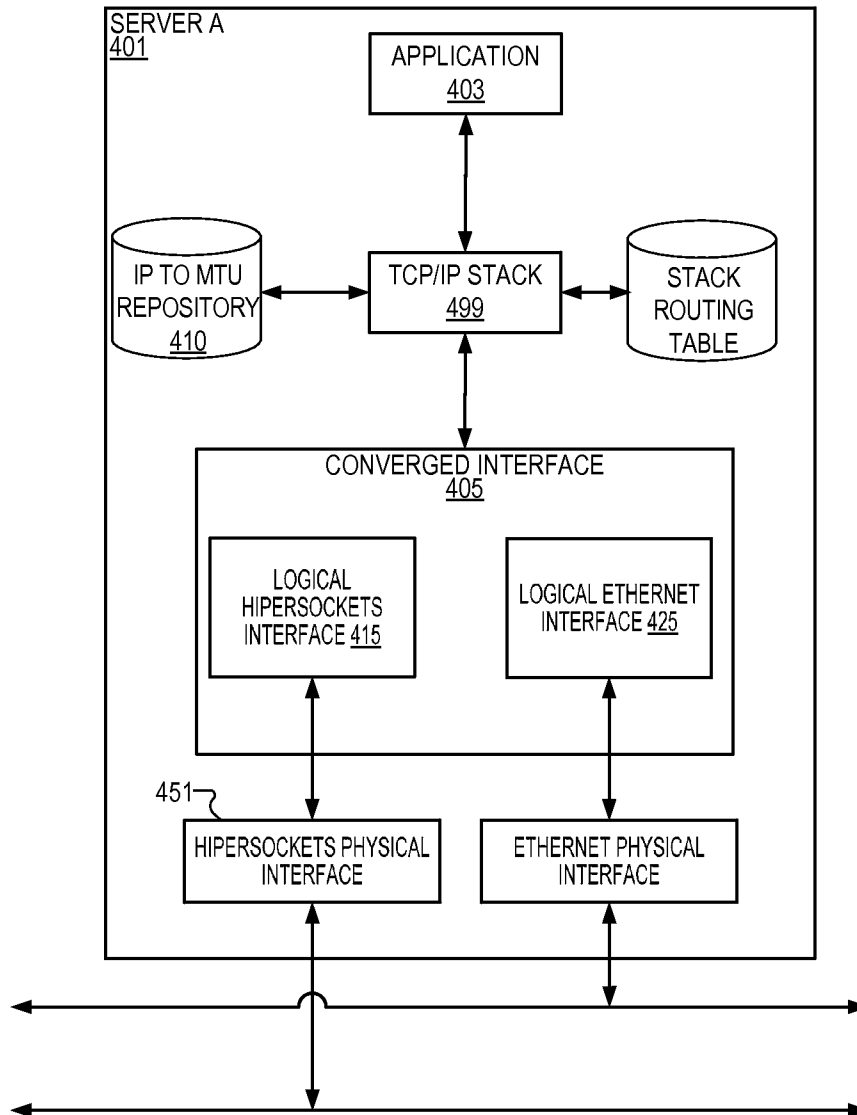 SERVER A
401
APPLICATION
403
IP TO MTU
REPOSITORY
410
TCP/IP STACK
499
STACK
ROUTING
TABLE
CONVERGED INTERFACE
405
LOGICAL
HIPERSOCKETS
INTERFACE 415
LOGICAL ETHERNET
INTERFACE 425
451
HIPERSOCKETS PHYSICAL
INTERFACE
ETHERNET PHYSICAL
INTERFACE